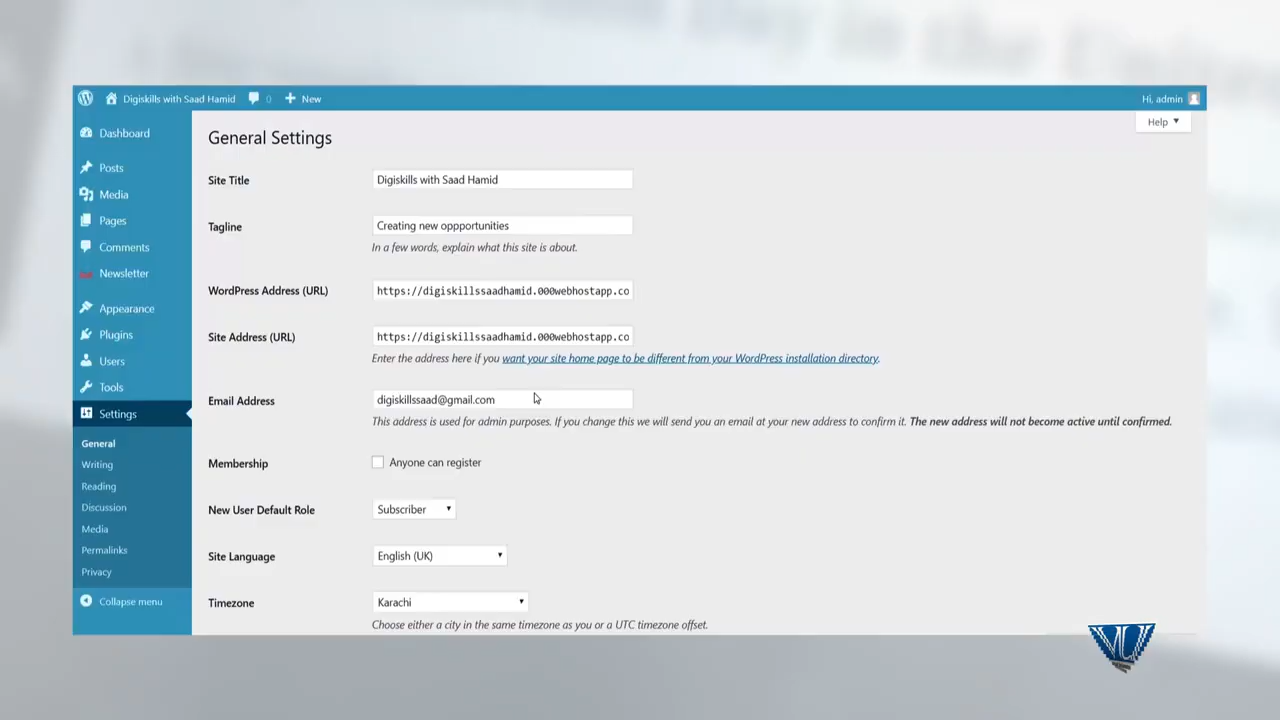 Digiskills with Saad Hamid 0 New Hi, admin
Help
Dashboard
Posts
Media
Pages
Comments
Newsletter
Appearance
Plugins
Users
Tools
Settings
General
Writing
Reading
Discussion
Media
Permalinks
Privacy
Collapse menu
General Settings
Site Title Digiskills with Saad Hamid
Tagline Creating new oppportunities
In a few words, explain what this site is about.
WordPress Address (URL) https://digiskillssaadhamid.000webhostapp.co
Site Address (URL) https://digiskillssaadhamid.000webhostapp.co
Enter the address here if you want your site home page to be different from your WordPress installation directory.
Email Address digiskillssaad@gmail.com
This address is used for admin purposes. If you change this we will send you an email at your new address to confirm it. The new address will not become active until confirmed.
Membership Anyone can register
New User Default Role Subscriber
Site Language English (UK)
Timezone Karachi
Choose either a city in the same timezone as you or a UTC timezone offset.
VU